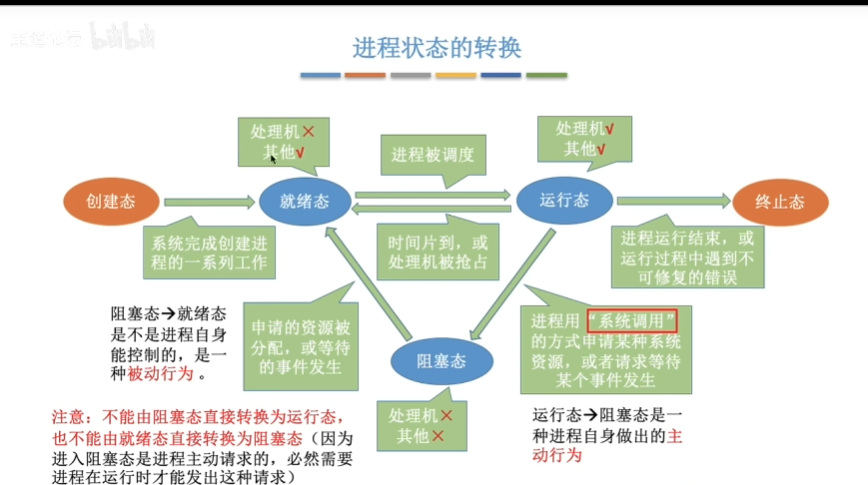 bilibili
进程状态的转换
处理机×
其他√
进程被调度
处理机√
其他√
创建态
就绪态
运行态
终止态
系统完成创建进
程的一系列工作
时间片到，或
处理机被抢占
进程运行结束，或
运行过程中遇到不
可修复的错误
阻塞态→就绪态
是不是进程自身
能控制的，是一
种被动行为 。
申请的资源被
分配，或等待
的事件发生
阻塞态
进程用“系统调用”
的方式申请某种系统
资源，或者请求等待
某个事件发生
处理机×
其他×
注意：不能由阻塞态直接转换为运行态，
也不能由就绪态直接转换为阻塞态（因为
进入阻塞态是进程主动请求的，必然需要
进程在运行时才能发出这种请求）
运行态→阻塞态是一
种进程自身做出的主
动行为